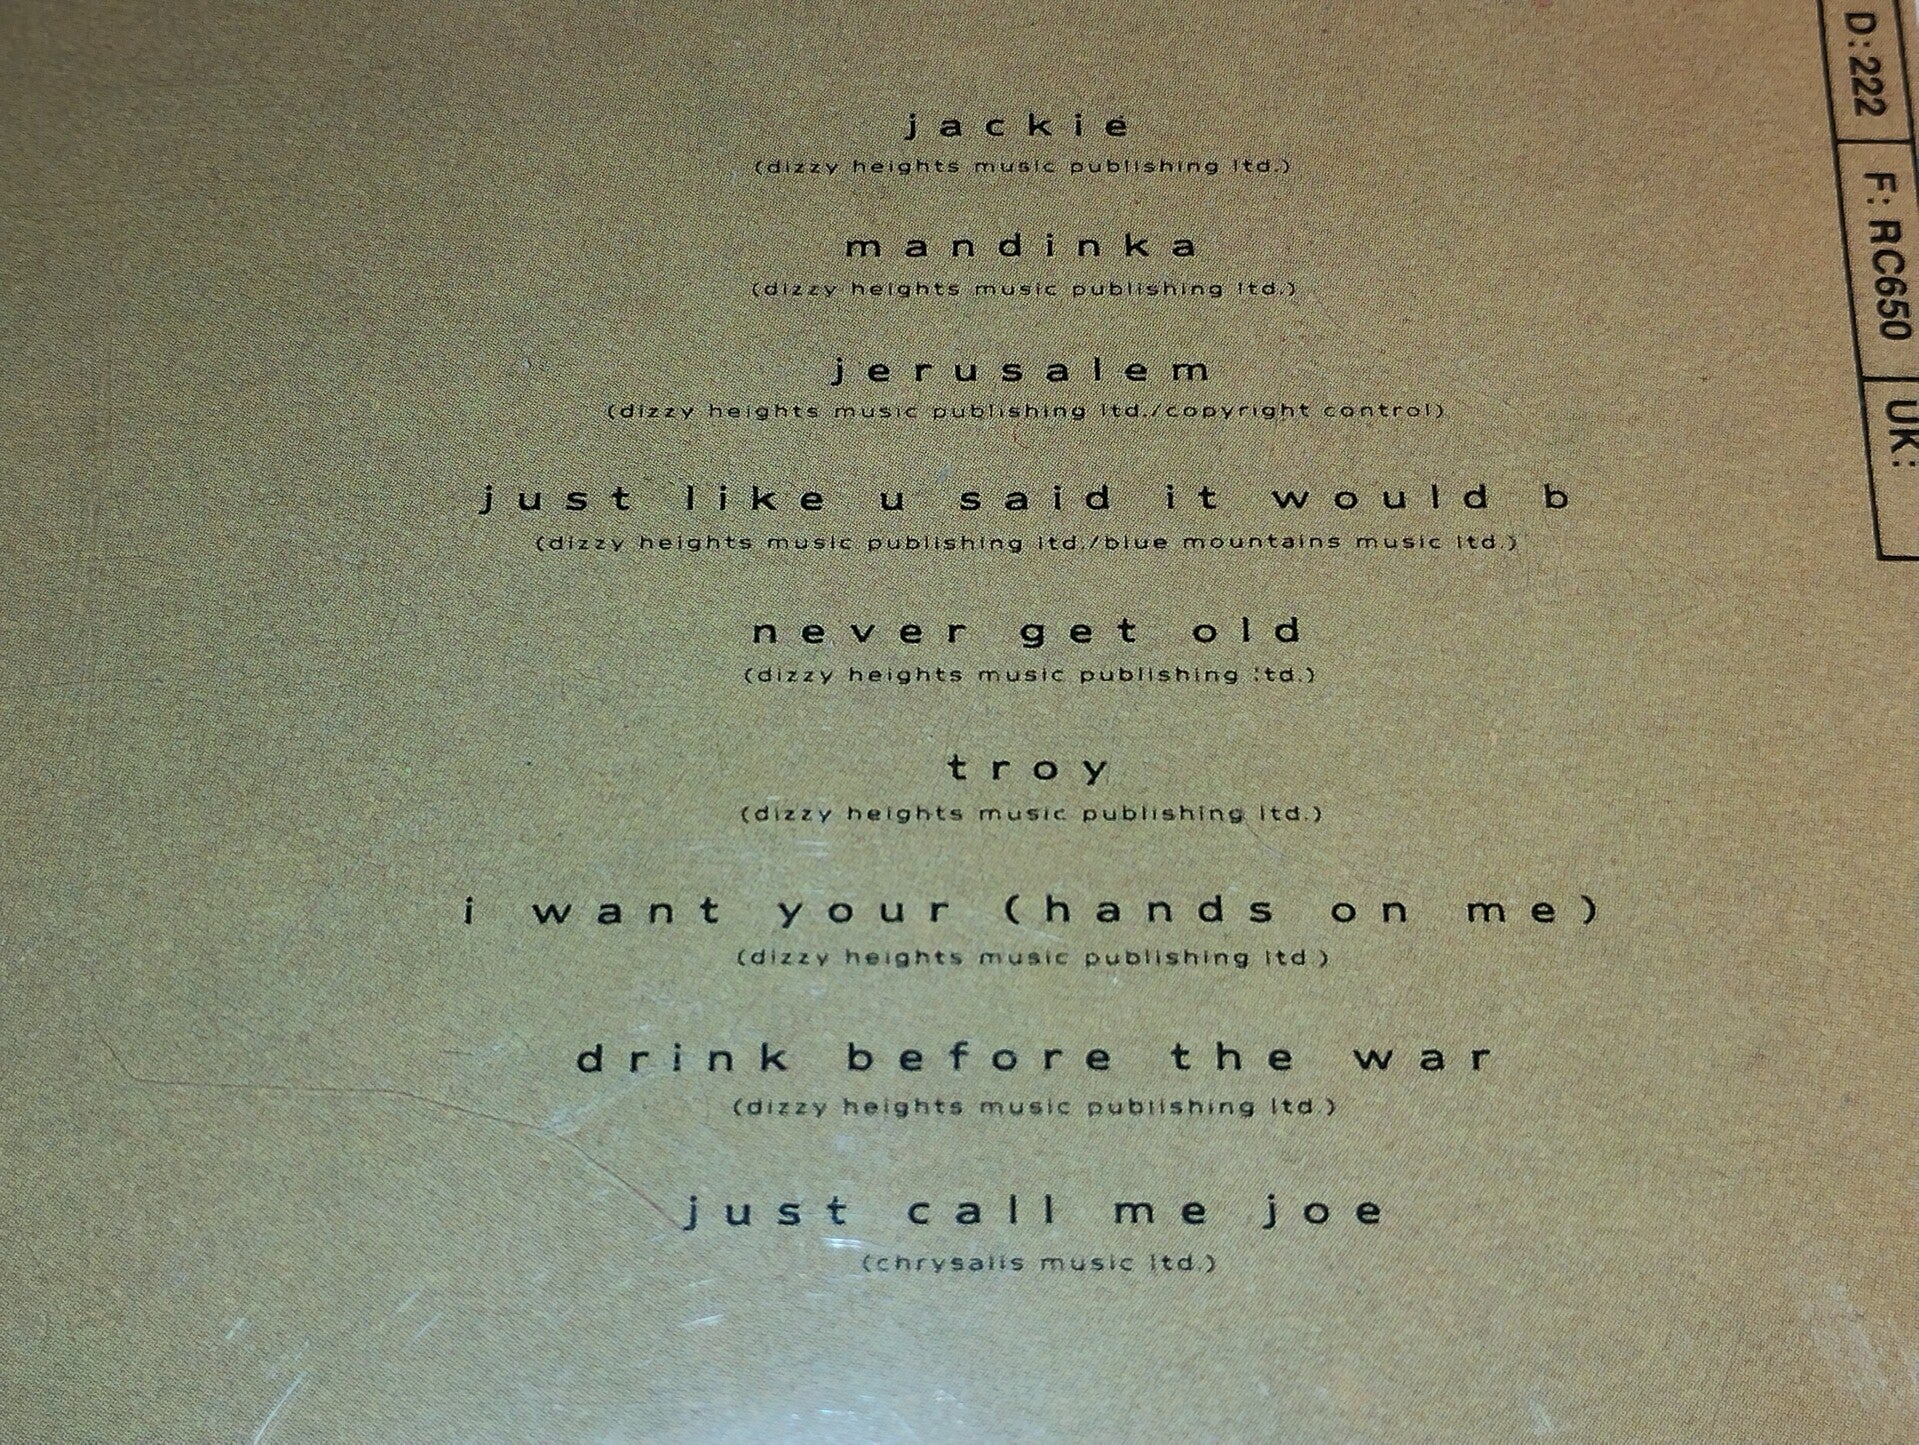 jackie
(dizzy heights music publishing ltd.)
mandinka
(dizzy heights music publishing ltd.)
jerusalem
(dizzy heights music publishing ltd./copyright control)
just like u said it would b
(dizzy heights music publishing ltd./blue mountains music ltd.)
never get old
(dizzy heights music publishing ltd.)
troy
(dizzy heights music publishing ltd.)
i want your (hands on me)
(dizzy heights music publishing ltd.)
drink before the war
(dizzy heights music publishing ltd.)
just call me joe
(chrysalis music ltd.)
D:222
F: RC650
UK: